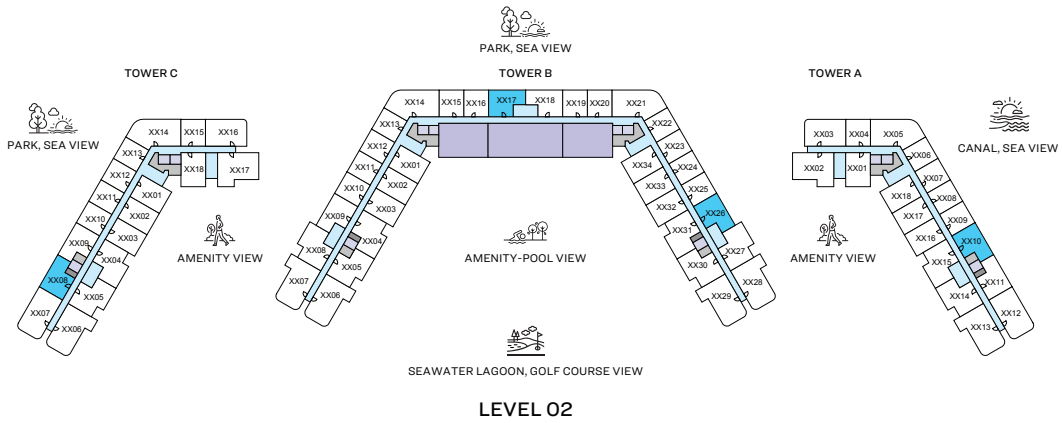 PARK, SEA VIEW
TOWER C
TOWER B
TOWER A
PARK, SEA VIEW
CANAL, SEA VIEW
XX14
XX15
XX16
XX13
XX18
XX17
XX12
XX01
XX11
XX02
XX10
XX03
XX09
XX04
XX08
XX05
XX07
XX06
AMENITY VIEW
XX14
XX15
XX16
XX17
XX18
XX19
XX20
XX21
XX13
XX22
XX12
XX01
XX34
XX23
XX11
XX02
XX33
XX24
XX10
XX03
XX32
XX25
XX09
XX04
XX31
XX26
XX08
XX05
XX30
XX27
XX07
XX06
XX29
XX28
AMENITY-POOL VIEW
XX03
XX04
XX05
XX02
XX01
XX06
XX18
XX07
XX17
XX08
XX16
XX09
XX15
XX10
XX14
XX11
XX13
XX12
AMENITY VIEW
SEAWATER LAGOON, GOLF COURSE VIEW
LEVEL 02